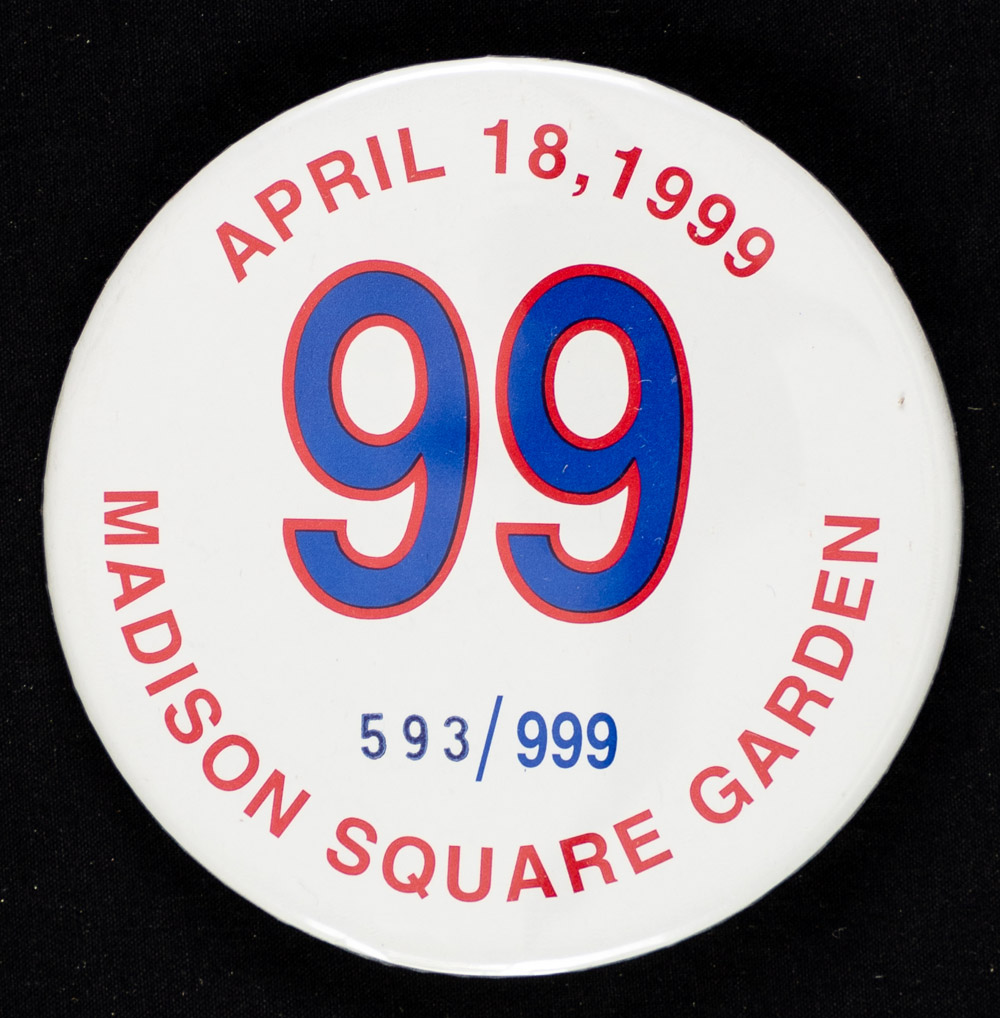 APRIL 18,1999
99
593/999
MADISON SQUARE GARDEN